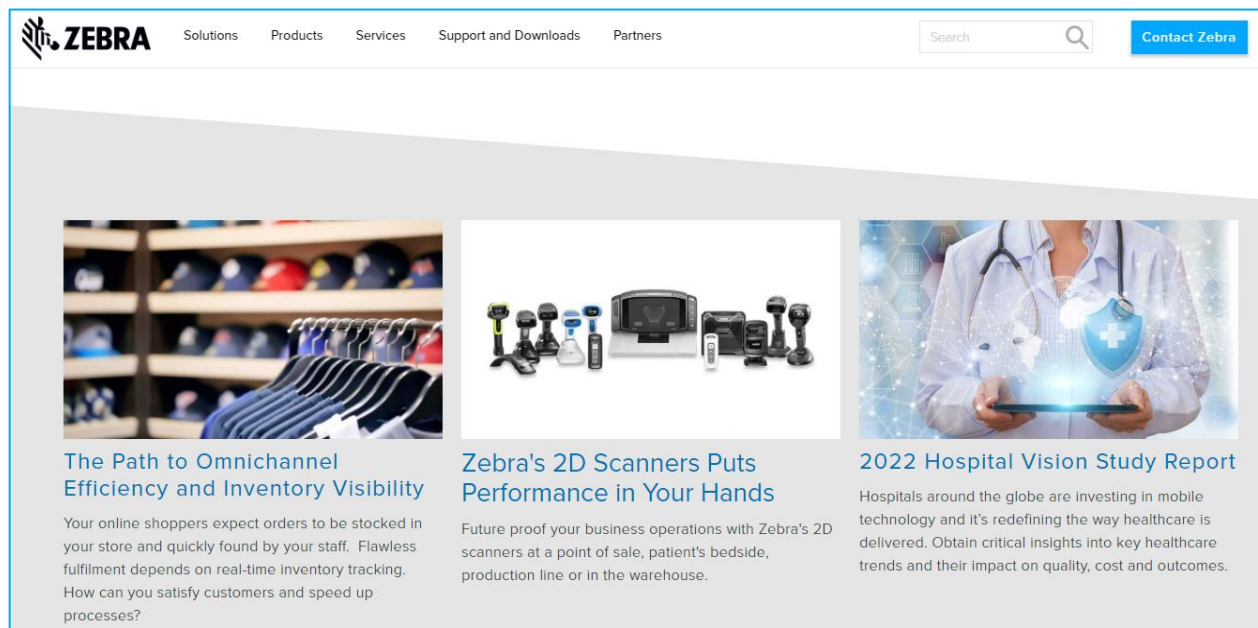 ZEBRA
Solutions
Products
Services
Support and Downloads
Partners
Search
Contact Zebra
The Path to Omnichannel
Efficiency and Inventory Visibility
Your online shoppers expect orders to be stocked in
your store and quickly found by your staff.  Flawless
fulfilment depends on real-time inventory tracking.
How can you satisfy customers and speed up
processes?
Zebra's 2D Scanners Puts
Performance in Your Hands
Future proof your business operations with Zebra's 2D
scanners at a point of sale, patient's bedside,
production line or in the warehouse.
2022 Hospital Vision Study Report
Hospitals around the globe are investing in mobile
technology and it's redefining the way healthcare is
delivered. Obtain critical insights into key healthcare
trends and their impact on quality, cost and outcomes.